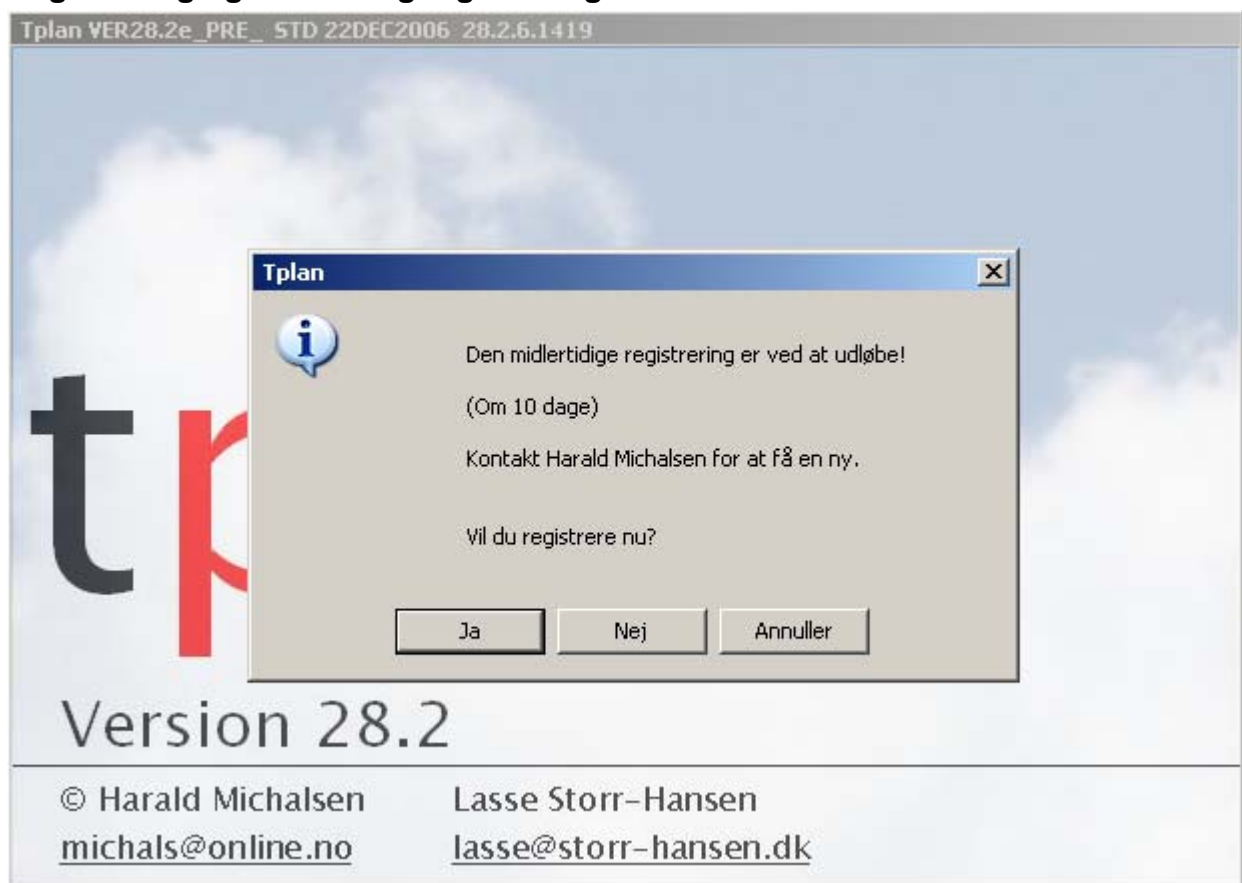 Tplan VER28.2e_PRE_ STD 22DEC2006 28.2.6.1419
Tplan
Den midlertidige registrering er ved at udløbe!
(Om 10 dage)
Kontakt Harald Michalsen for at få en ny.
Vil du registrere nu?
Ja Nej Annuller
tp
Version 28.2
© Harald Michalsen Lasse Storr-Hansen
michals@online.no lasse@storr-hansen.dk